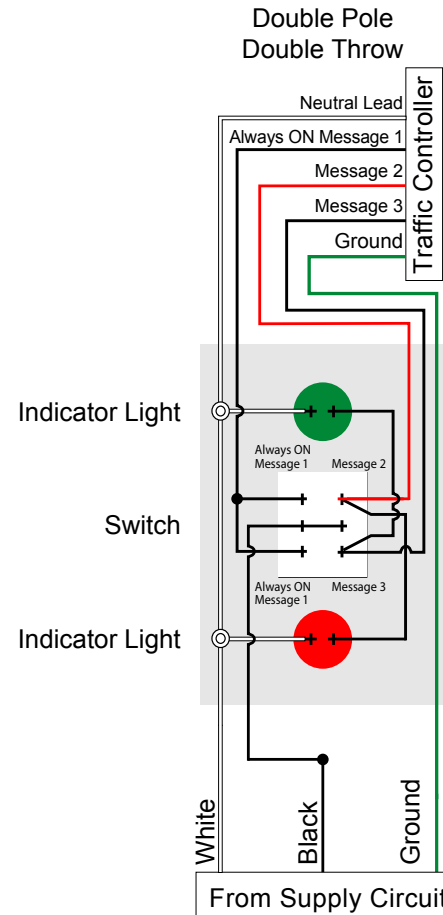 Double Pole
Double Throw
Neutral Lead
Always ON Message 1
Message 2
Message 3
Ground
Traffic Controller
Indicator Light
Always ON
Message 1
Message 2
Switch
Always ON
Message 1
Message 3
Indicator Light
White
Black
Ground
From Supply Circuit